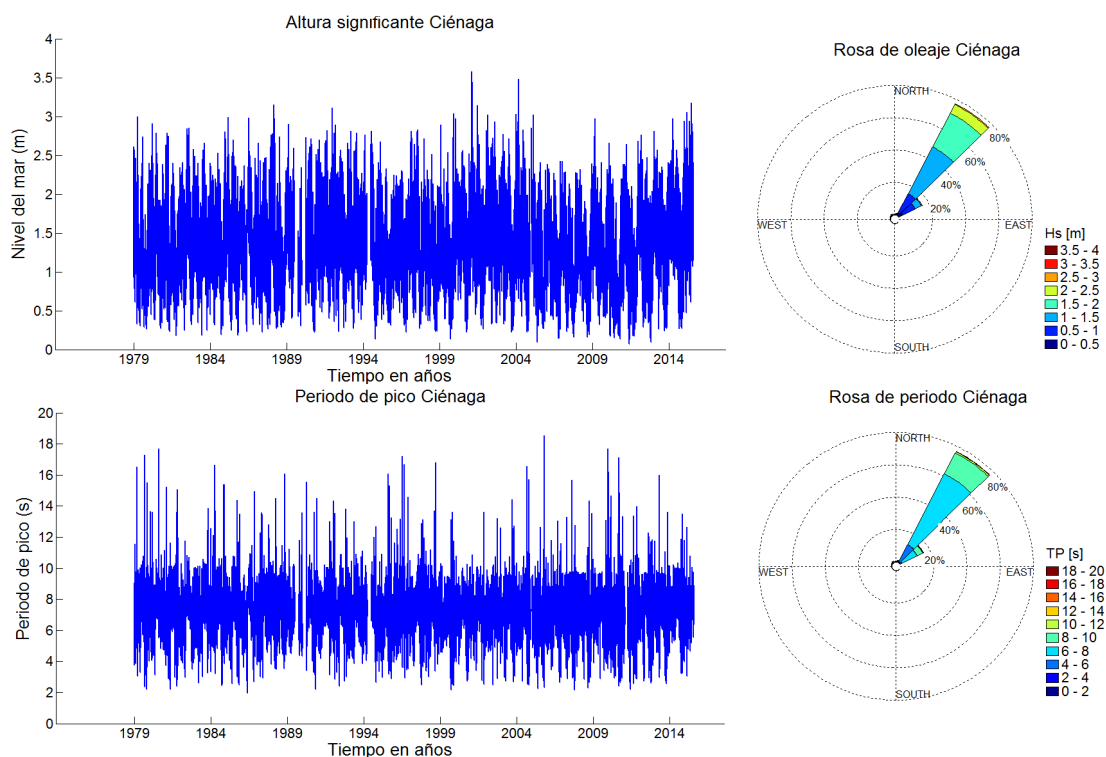 Altura significante Ciénaga
Nivel del mar (m)
4
3.5
3
2.5
2
1.5
1
0.5
0
1979 1984 1989 1994 1999 2004 2009 2014
Tiempo en años
Rosa de oleaje Ciénaga
NORTH
80%
60%
40%
20%
WEST
EAST
SOUTH
Hs [m]
3.5 - 4
3 - 3.5
2.5 - 3
2 - 2.5
1.5 - 2
1 - 1.5
0.5 - 1
0 - 0.5
Periodo de pico Ciénaga
Periodo de pico (s)
20
18
16
14
12
10
8
6
4
2
0
1979 1984 1989 1994 1999 2004 2009 2014
Tiempo en años
Rosa de periodo Ciénaga
NORTH
80%
60%
40%
20%
WEST
EAST
SOUTH
TP [s]
18 - 20
16 - 18
14 - 16
12 - 14
10 - 12
8 - 10
6 - 8
4 - 6
2 - 4
0 - 2